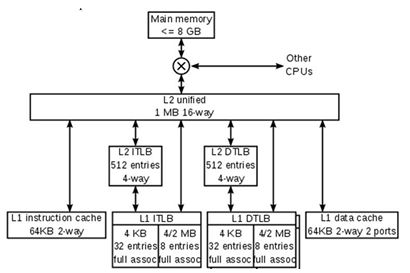 Main memory
<= 8 GB
Other
CPUs
L2 unified
1 MB 16-way
L2 ITLB
512 entries
4-way
L2 DTLB
512 entries
4-way
L1 instruction cache
64KB 2-way
L1 ITLB
4 KB
32 entries
full assoc
4/2 MB
8 entries
full assoc
L1 DTLB
4 KB
32 entries
full assoc
4/2 MB
8 entries
full assoc
L1 data cache
64KB 2-way 2 ports